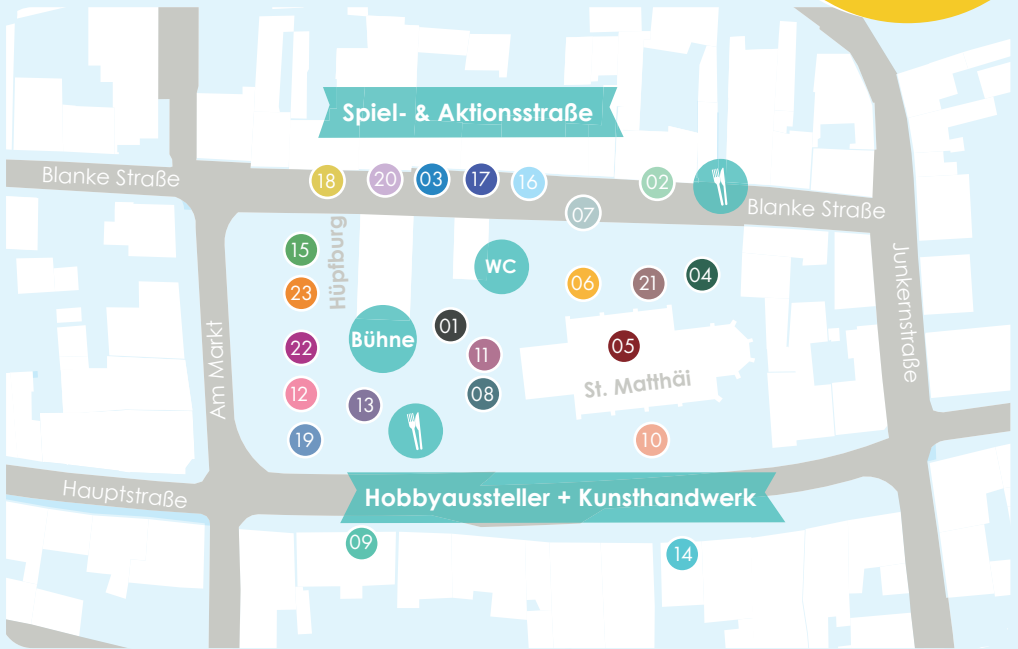 Spiel- & Aktionsstraße
Blanke Straße
18
20
03
17
16
02
07
Blanke Straße
15
Hüpfburg
WC
23
06
21
04
Junkernstraße
Bühne
01
22
11
05
Am Markt
12
13
08
St. Matthäi
19
10
Hauptstraße
Hobbyaussteller + Kunsthandwerk
09
14